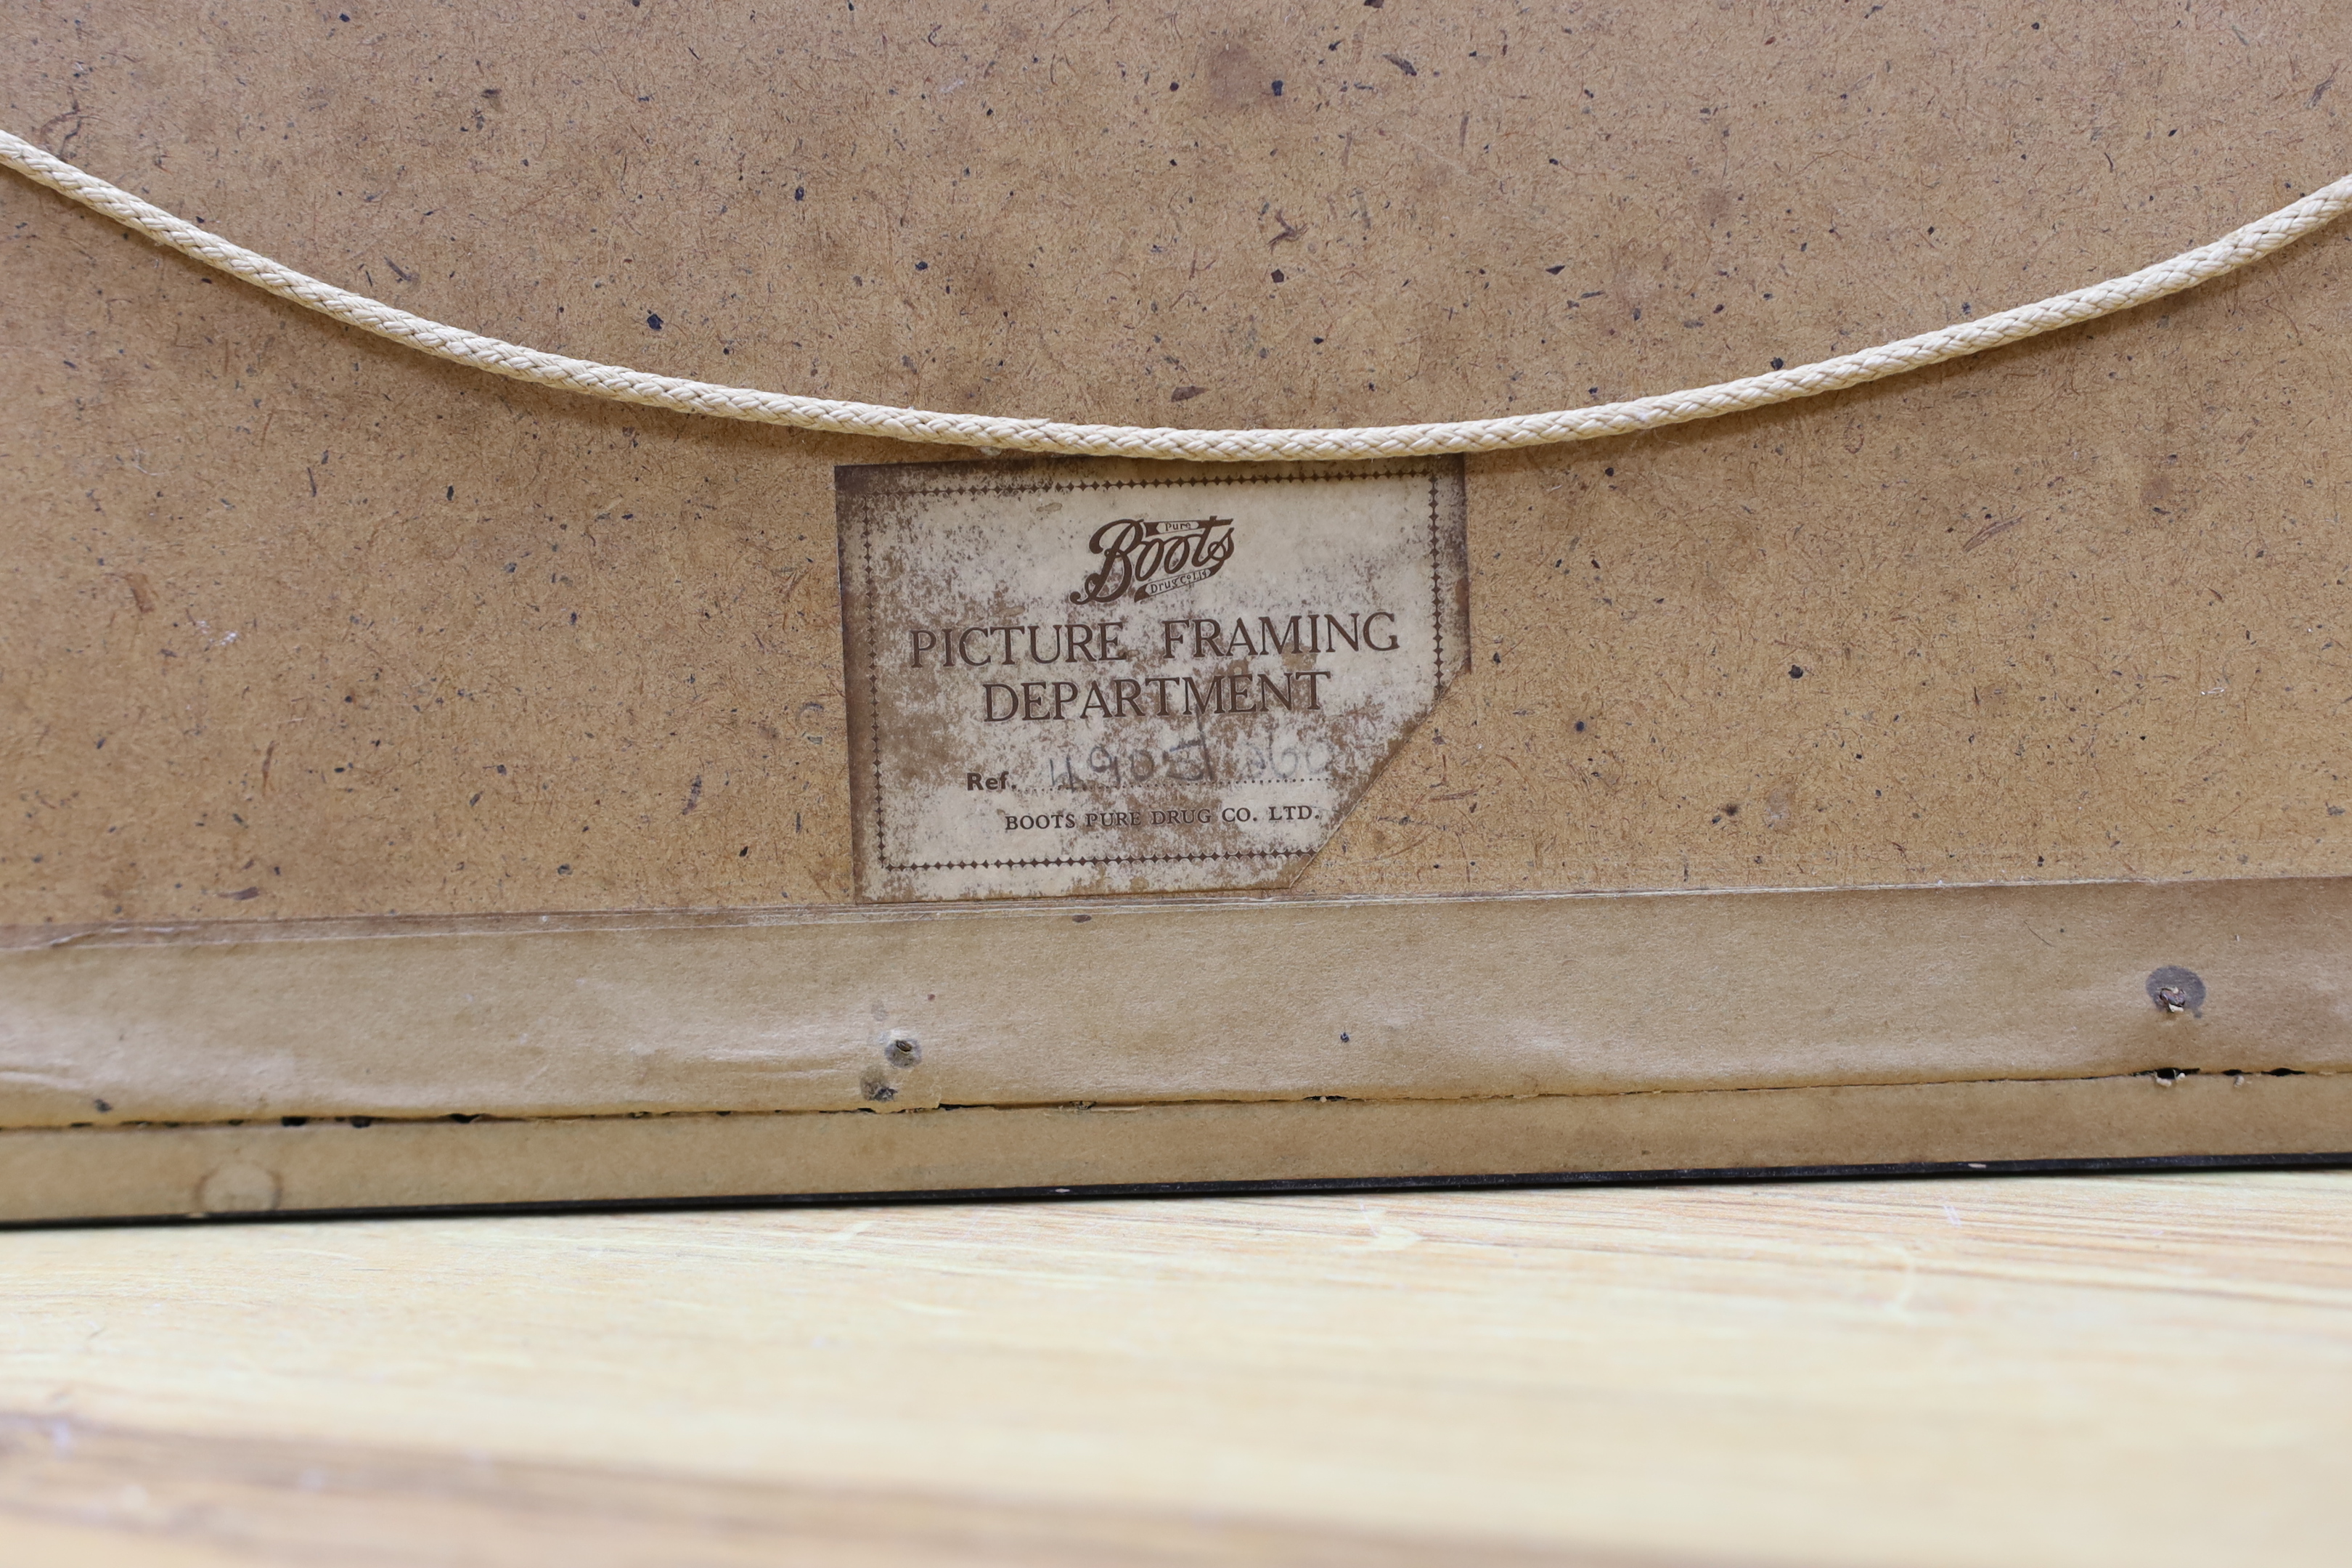 Pure
Boots
Drug Co Ltd
PICTURE FRAMING
DEPARTMENT
Ref.
BOOTS PURE DRUG CO. LTD.